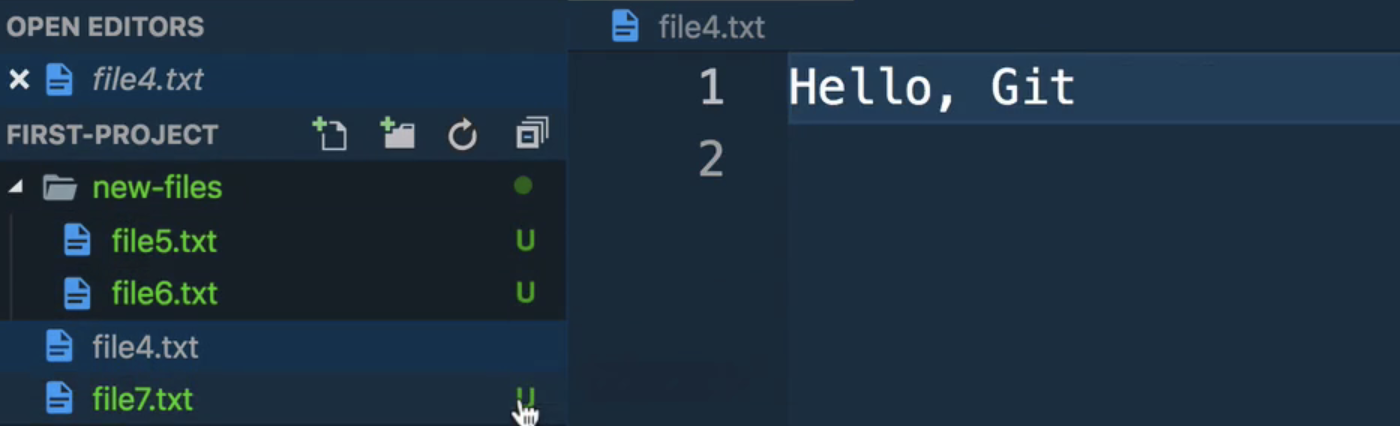 OPEN EDITORS
file4.txt
FIRST-PROJECT
new-files
file5.txt U
file6.txt U
file4.txt
file7.txt U
file4.txt
1 Hello, Git
2